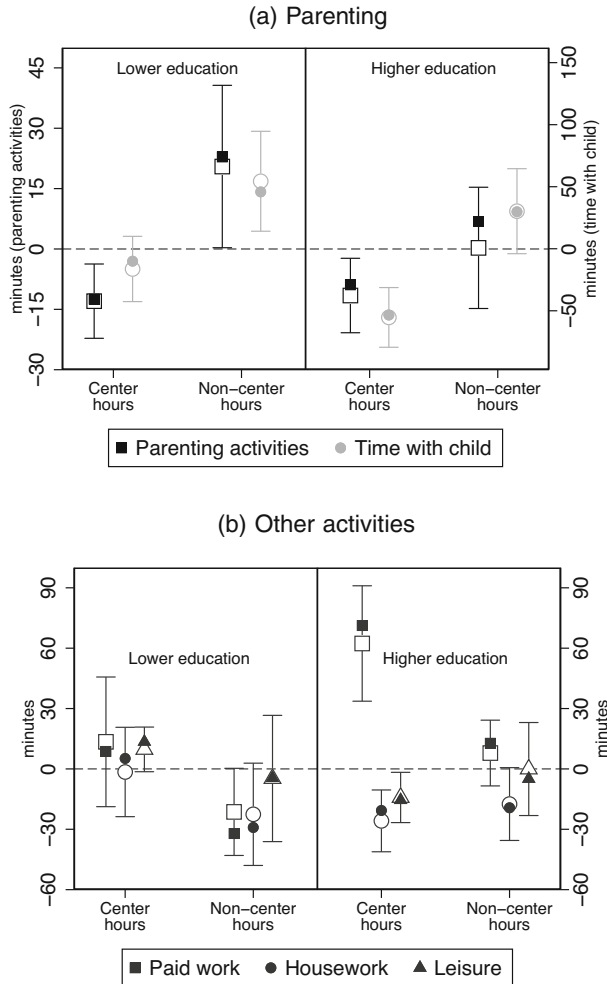 (a) Parenting
Lower education
Higher education
minutes (parenting activities)
45
30
15
0
−15
−30
minutes (time with child)
150
100
50
0
−50
Center hours
Non−center hours
Center hours
Non−center hours
Parenting activities
Time with child
(b) Other activities
Lower education
Higher education
minutes
90
60
30
0
−30
−60
minutes
90
60
30
0
−30
−60
Center hours
Non−center hours
Center hours
Non−center hours
Paid work
Housework
Leisure